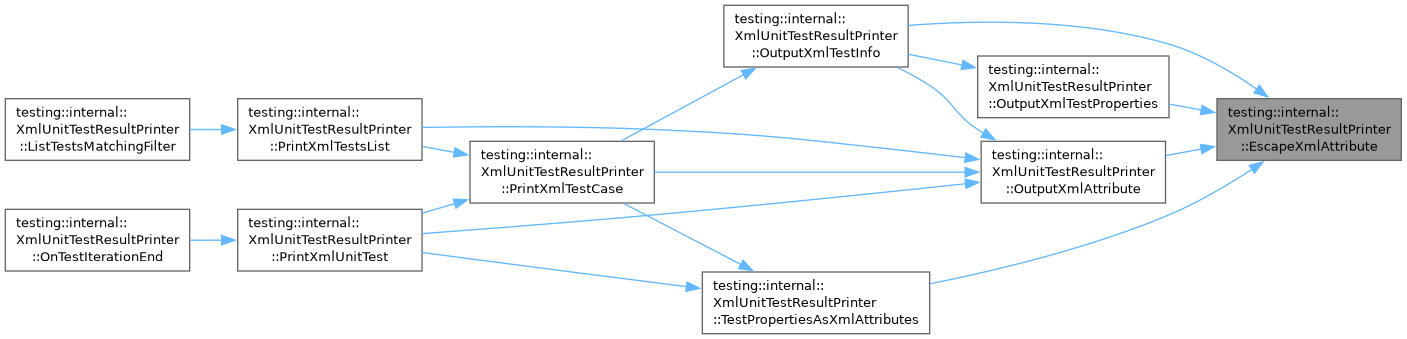 testing::internal::
XmlUnitTestResultPrinter
::OutputXmlTestInfo
testing::internal::
XmlUnitTestResultPrinter
::OutputXmlTestProperties
testing::internal::
XmlUnitTestResultPrinter
::ListTestsMatchingFilter
testing::internal::
XmlUnitTestResultPrinter
::PrintXmlTestsList
testing::internal::
XmlUnitTestResultPrinter
::EscapeXmlAttribute
testing::internal::
XmlUnitTestResultPrinter
::PrintXmlTestCase
testing::internal::
XmlUnitTestResultPrinter
::OutputXmlAttribute
testing::internal::
XmlUnitTestResultPrinter
::OnTestIterationEnd
testing::internal::
XmlUnitTestResultPrinter
::PrintXmlUnitTest
testing::internal::
XmlUnitTestResultPrinter
::TestPropertiesAsXmlAttributes